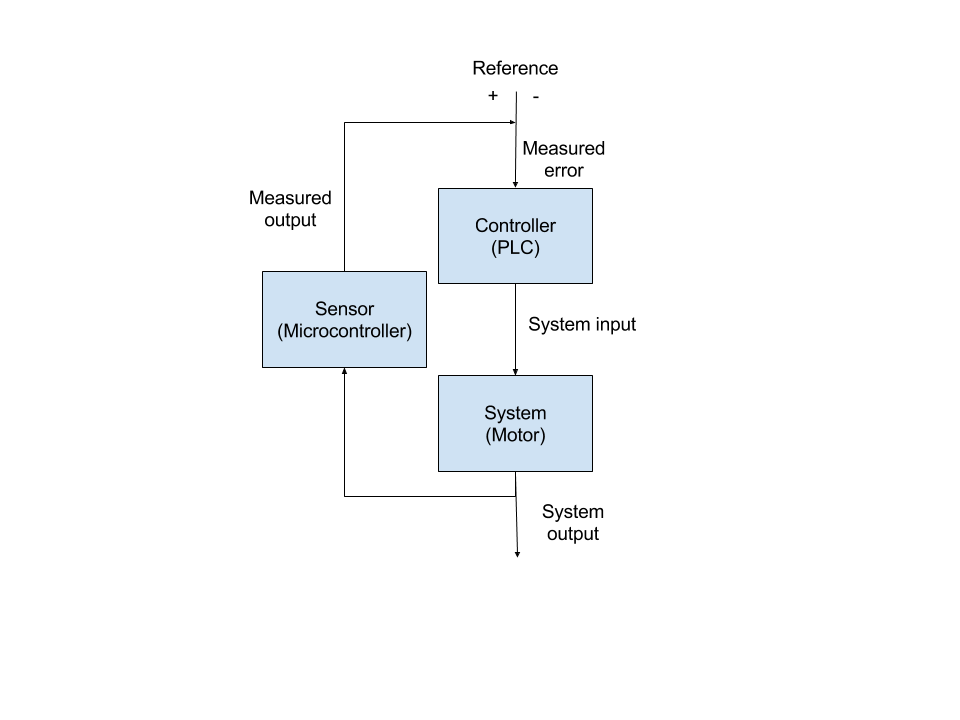 Reference
+ -
Measured
error
Measured
output
Controller
(PLC)
Sensor
(Microcontroller)
System input
System
(Motor)
System
output